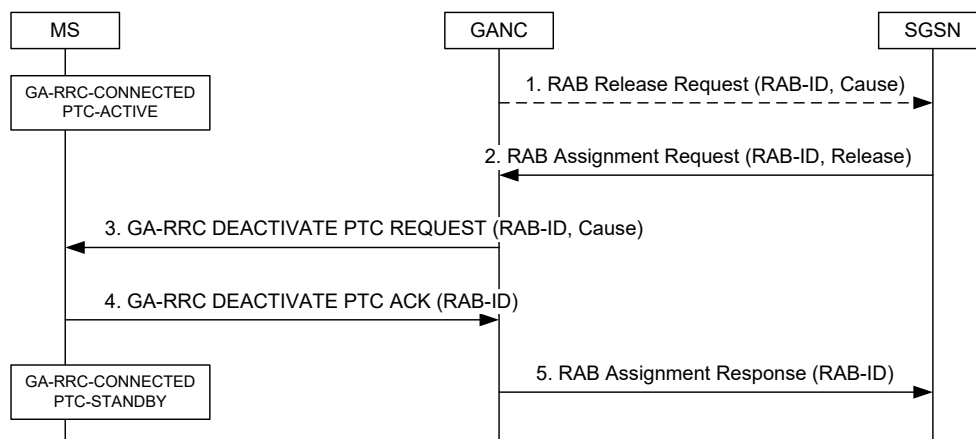 MS
GANC
SGSN
GA-RRC-CONNECTED
PTC-ACTIVE
1. RAB Release Request (RAB-ID, Cause)
2. RAB Assignment Request (RAB-ID, Release)
3. GA-RRC DEACTIVATE PTC REQUEST (RAB-ID, Cause)
4. GA-RRC DEACTIVATE PTC ACK (RAB-ID)
GA-RRC-CONNECTED
PTC-STANDBY
5. RAB Assignment Response (RAB-ID)